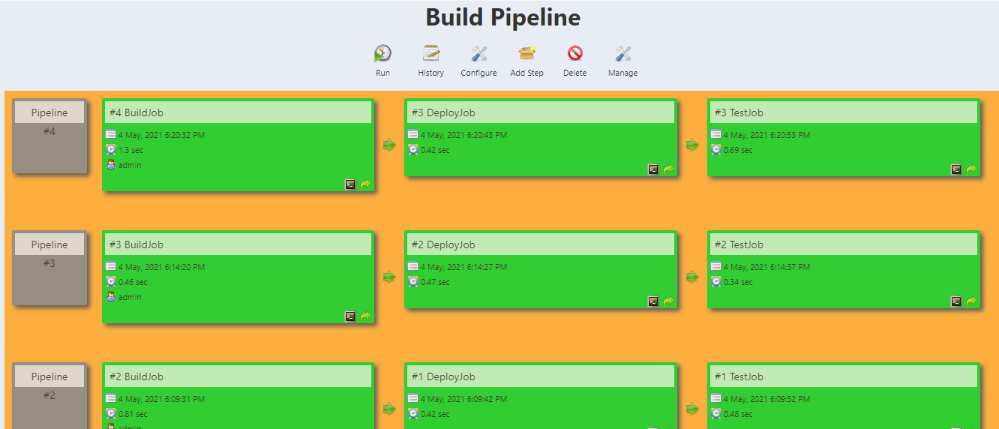 Build Pipeline
Run History Configure Add Step Delete Manage
Pipeline
#4
#4 BuildJob
4 May, 2021 6:20:32 PM
1.3 sec
admin
#3 DeployJob
4 May, 2021 6:20:43 PM
0.42 sec
#3 TestJob
4 May, 2021 6:20:53 PM
0.69 sec
Pipeline
#3
#3 BuildJob
4 May, 2021 6:14:20 PM
0.46 sec
admin
#2 DeployJob
4 May, 2021 6:14:27 PM
0.47 sec
#2 TestJob
4 May, 2021 6:14:37 PM
0.34 sec
Pipeline
#2
#2 BuildJob
4 May, 2021 6:09:31 PM
0.81 sec
admin
#1 DeployJob
4 May, 2021 6:09:42 PM
0.42 sec
#1 TestJob
4 May, 2021 6:09:52 PM
0.48 sec